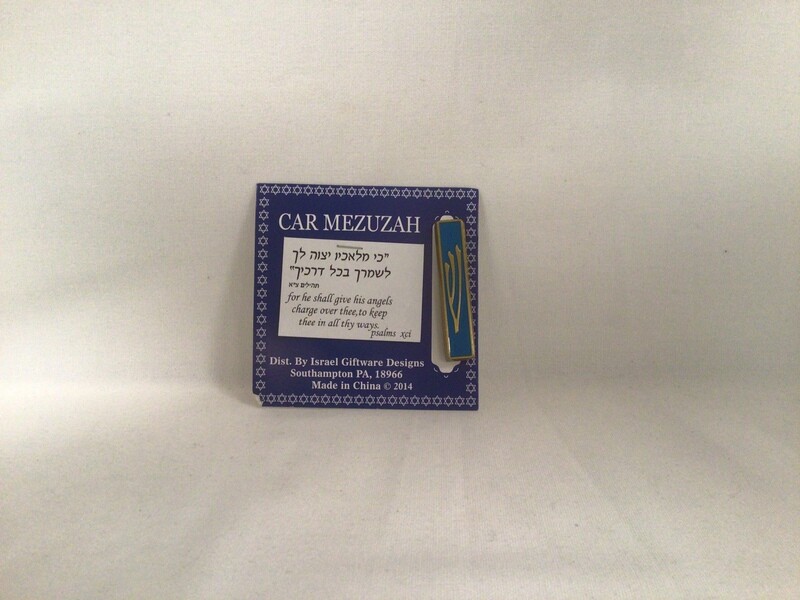 CAR MEZUZAH
"כי מלאכיו יצוה לך
לשמרך בכל דרכיך"
תהילים צ״א
for he shall give his angels
charge over thee,to keep
thee in all thy ways.
psalms xci
Dist. By Israel Giftware Designs
Southampton PA, 18966
Made in China © 2014
ש